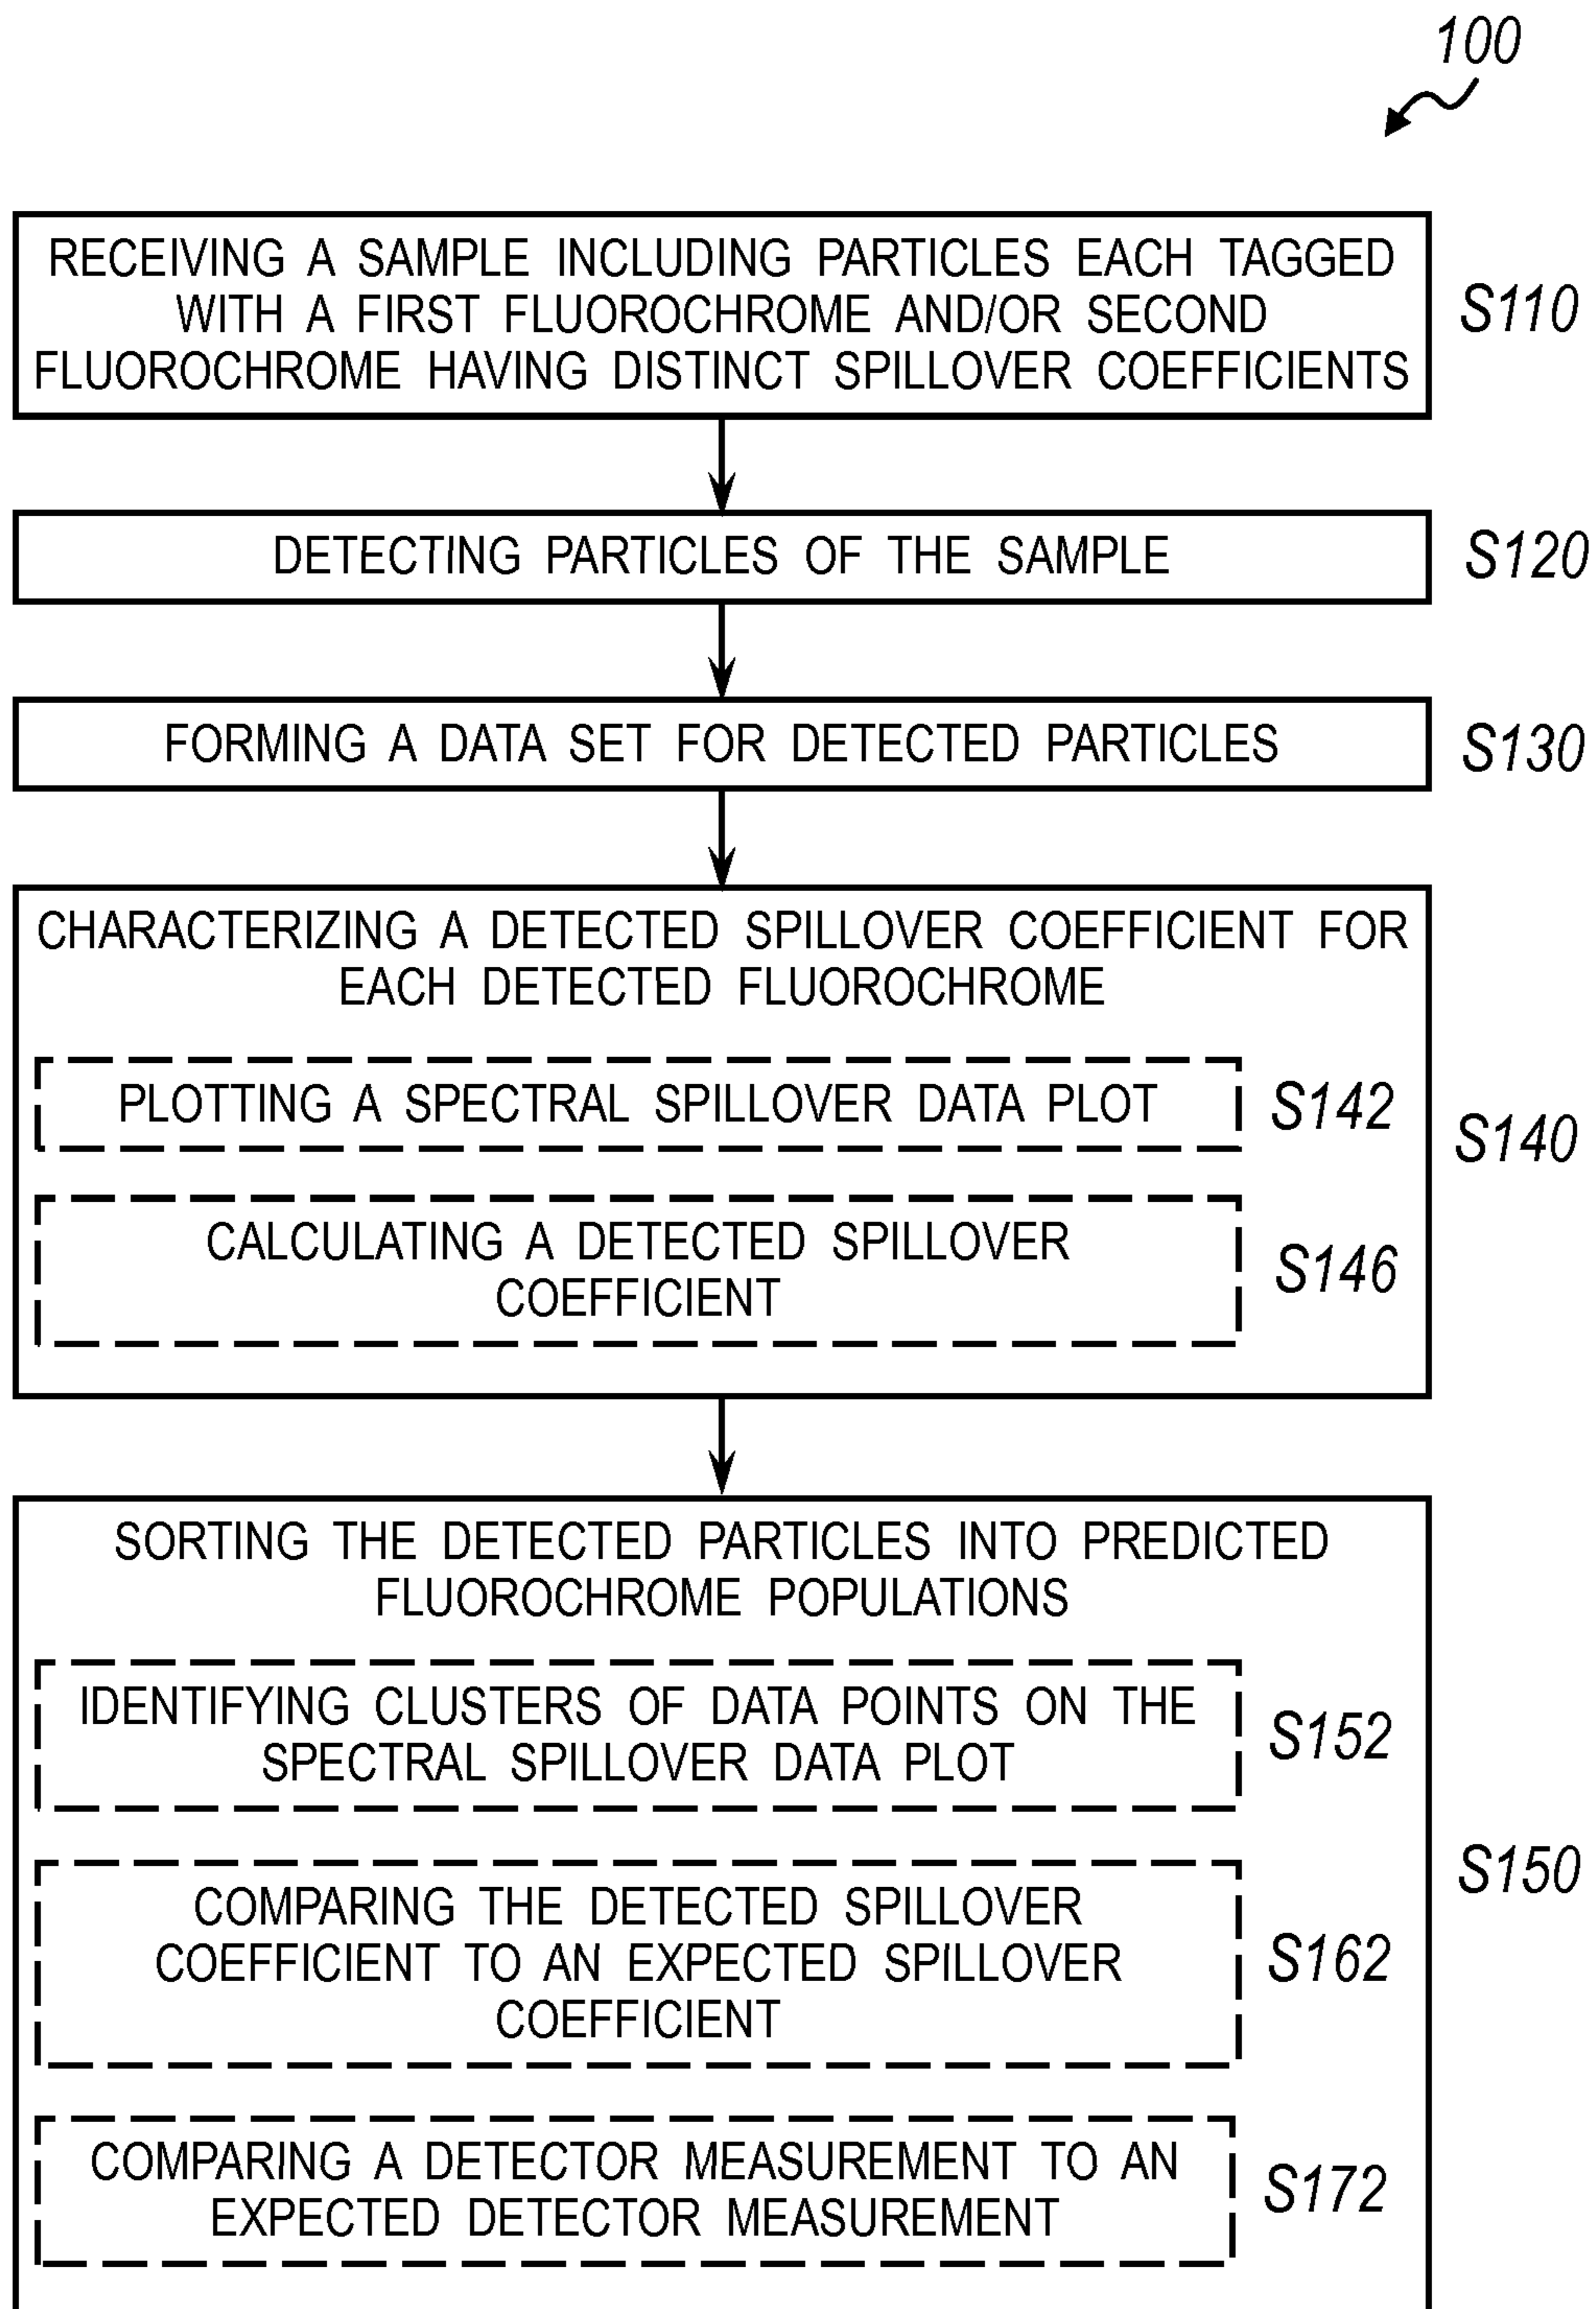 100
RECEIVING A SAMPLE INCLUDING PARTICLES EACH TAGGED
WITH A FIRST FLUOROCHROME AND/OR SECOND
FLUOROCHROME HAVING DISTINCT SPILLOVER COEFFICIENTS
S110
DETECTING PARTICLES OF THE SAMPLE
S120
FORMING A DATA SET FOR DETECTED PARTICLES
S130
CHARACTERIZING A DETECTED SPILLOVER COEFFICIENT FOR
EACH DETECTED FLUOROCHROME
PLOTTING A SPECTRAL SPILLOVER DATA PLOT
S142
S140
CALCULATING A DETECTED SPILLOVER
COEFFICIENT
S146
SORTING THE DETECTED PARTICLES INTO PREDICTED
FLUOROCHROME POPULATIONS
IDENTIFYING CLUSTERS OF DATA POINTS ON THE
SPECTRAL SPILLOVER DATA PLOT
S152
S150
COMPARING THE DETECTED SPILLOVER
COEFFICIENT TO AN EXPECTED SPILLOVER
COEFFICIENT
S162
COMPARING A DETECTOR MEASUREMENT TO AN
EXPECTED DETECTOR MEASUREMENT
S172